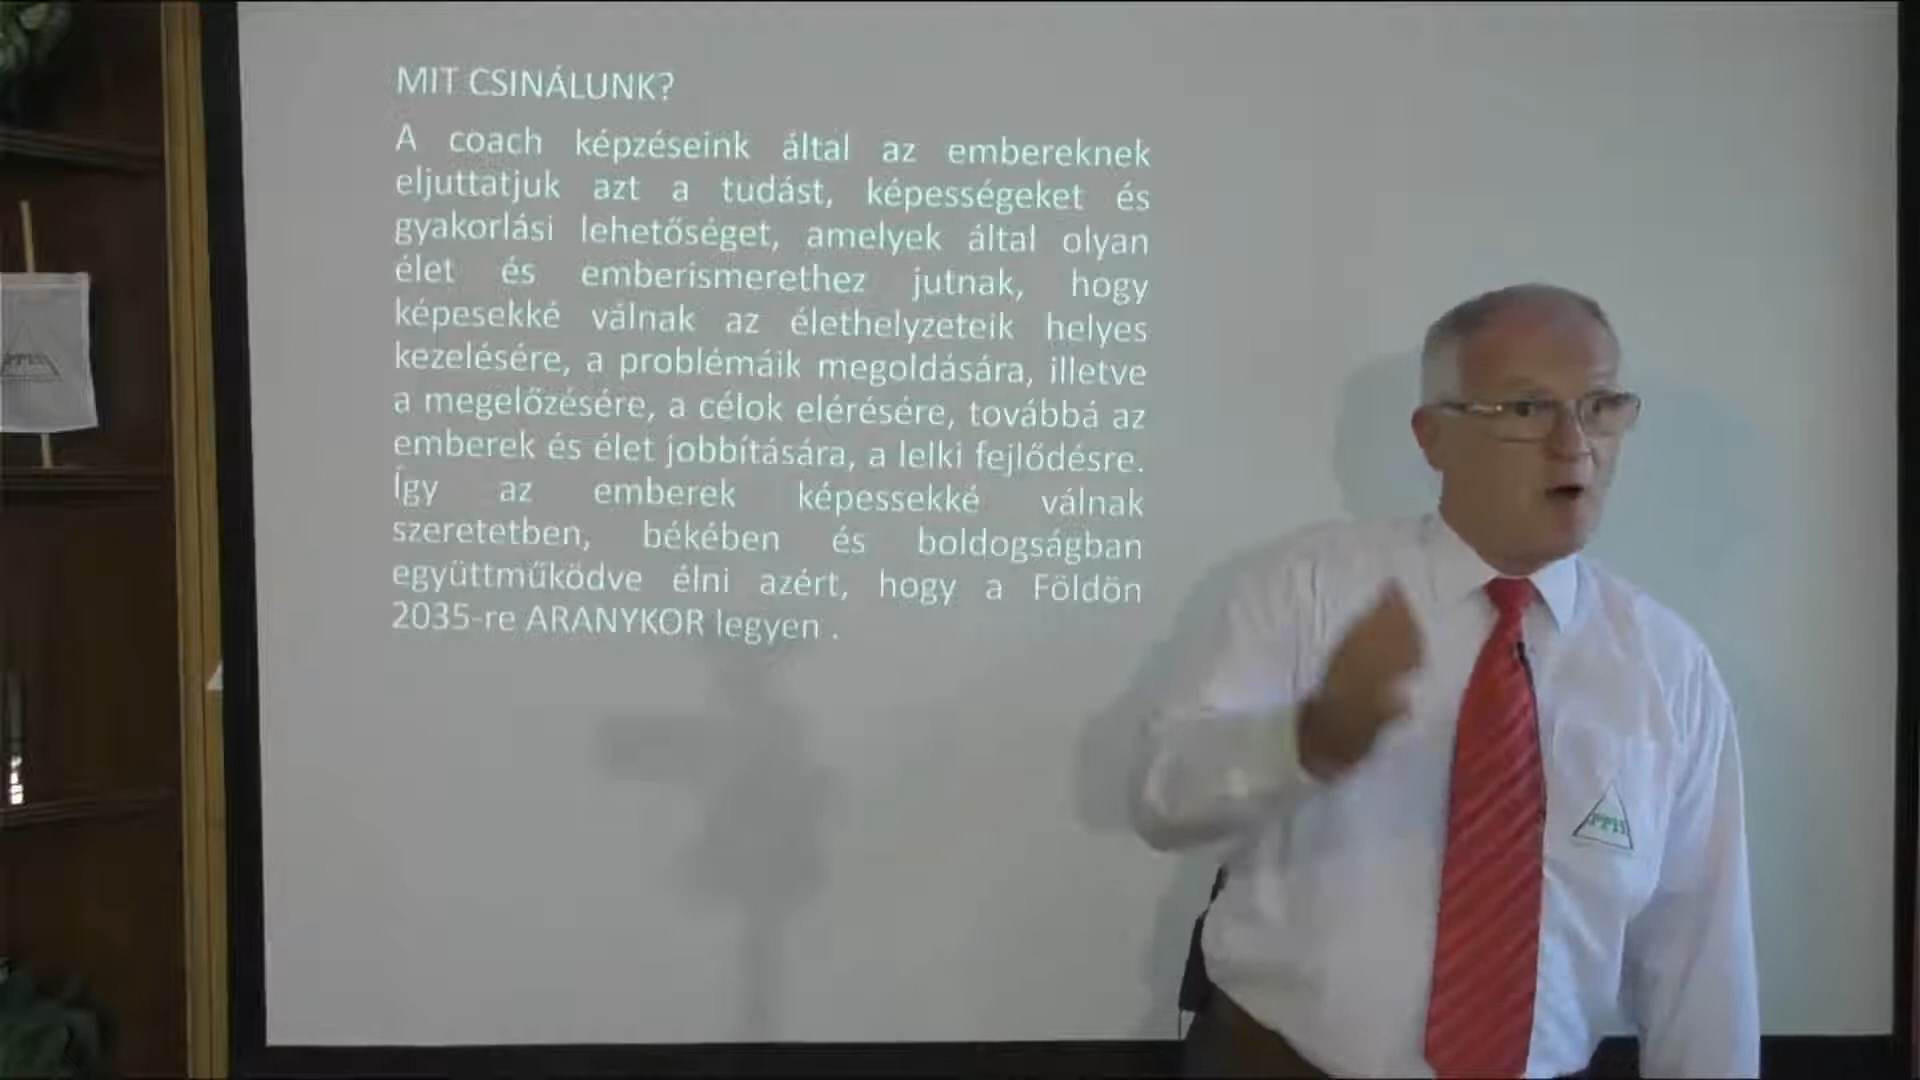 MIT CSINÁLUNK?
A coach képzéseink által az embereknek
eljuttatjuk azt a tudást, képességeket és
gyakorlási lehetőséget, amelyek által olyan
élet és emberismerethez jutnak, hogy
képesekké válnak az élethelyzeteik helyes
kezelésére, a problémáik megoldására, illetve
a megelőzésére, a célok elérésére, továbbá az
emberek és élet jobbítására, a lelki fejlődésre.
Így az emberek képessekké válnak
szeretetben, békében és boldogságban
együttműködve élni azért, hogy a Földön
2035-re ARANYKOR legyen .